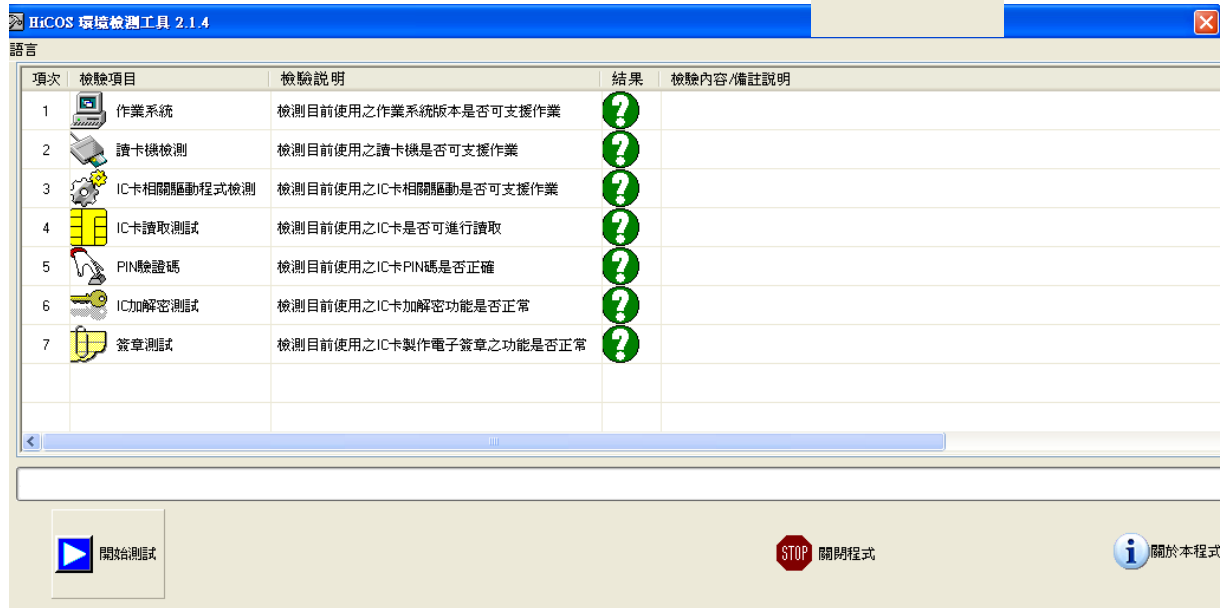 HiCOS 環境檢測工具 2.1.4
語言
項次 檢驗項目 檢驗説明 結果 檢驗內容/備註説明
1 作業系統 檢測目前使用之作業系統版本是否可支援作業
2 讀卡機檢測 檢測目前使用之讀卡機是否可支援作業
3 IC卡相關驅動程式檢測 檢測目前使用之IC卡相關驅動是否可支援作業
4 IC卡讀取測試 檢測目前使用之IC卡是否可進行讀取
5 PIN驗證碼 檢測目前使用之IC卡PIN碼是否正確
6 IC加解密測試 檢測目前使用之IC卡加解密功能是否正常
7 簽章測試 檢測目前使用之IC卡製作電子簽章之功能是否正常
開始測試 STOP 關閉程式 關於本程式